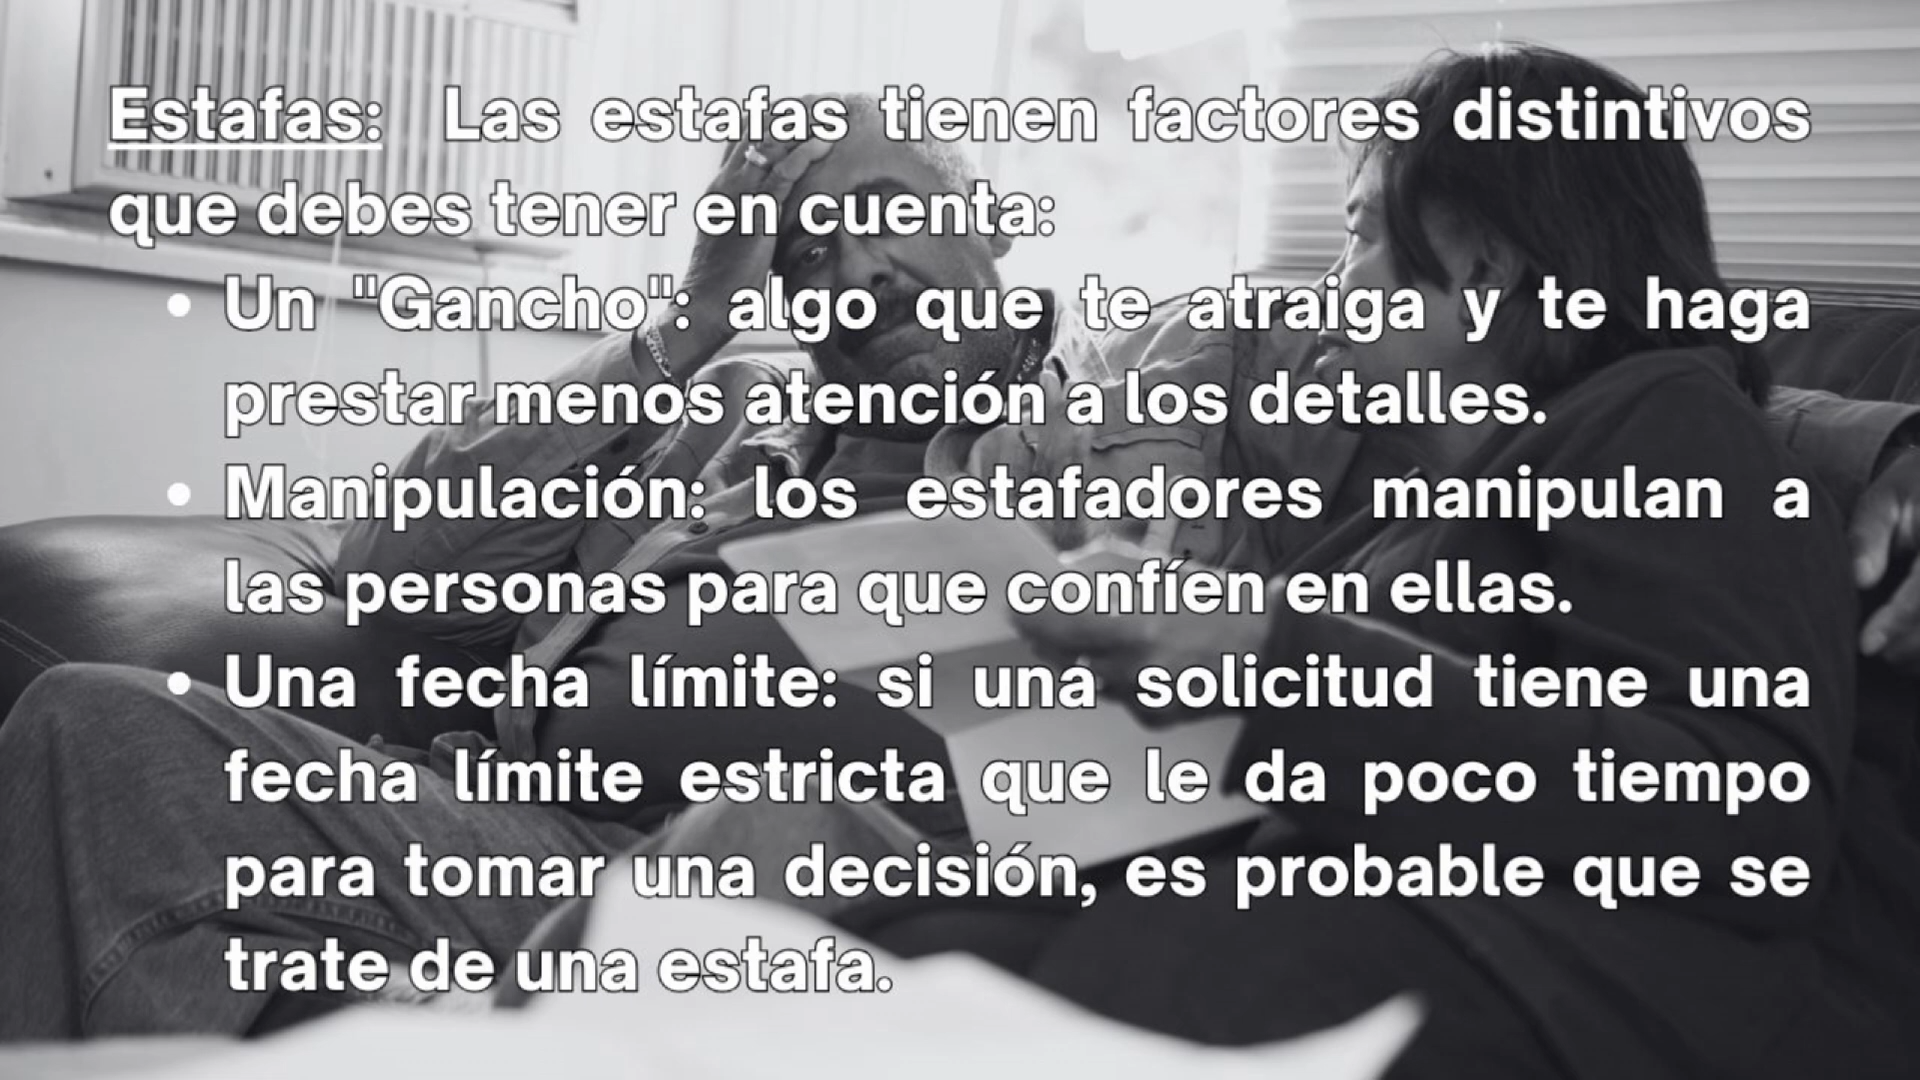 Estafas: Las estafas tienen factores distintivos
que debes tener en cuenta:
• Un "Gancho": algo que te atraiga y te haga
prestar menos atención a los detalles.
• Manipulación: los estafadores manipulan a
las personas para que confíen en ellas.
• Una fecha límite: si una solicitud tiene una
fecha límite estricta que le da poco tiempo
para tomar una decisión, es probable que se
trate de una estafa.